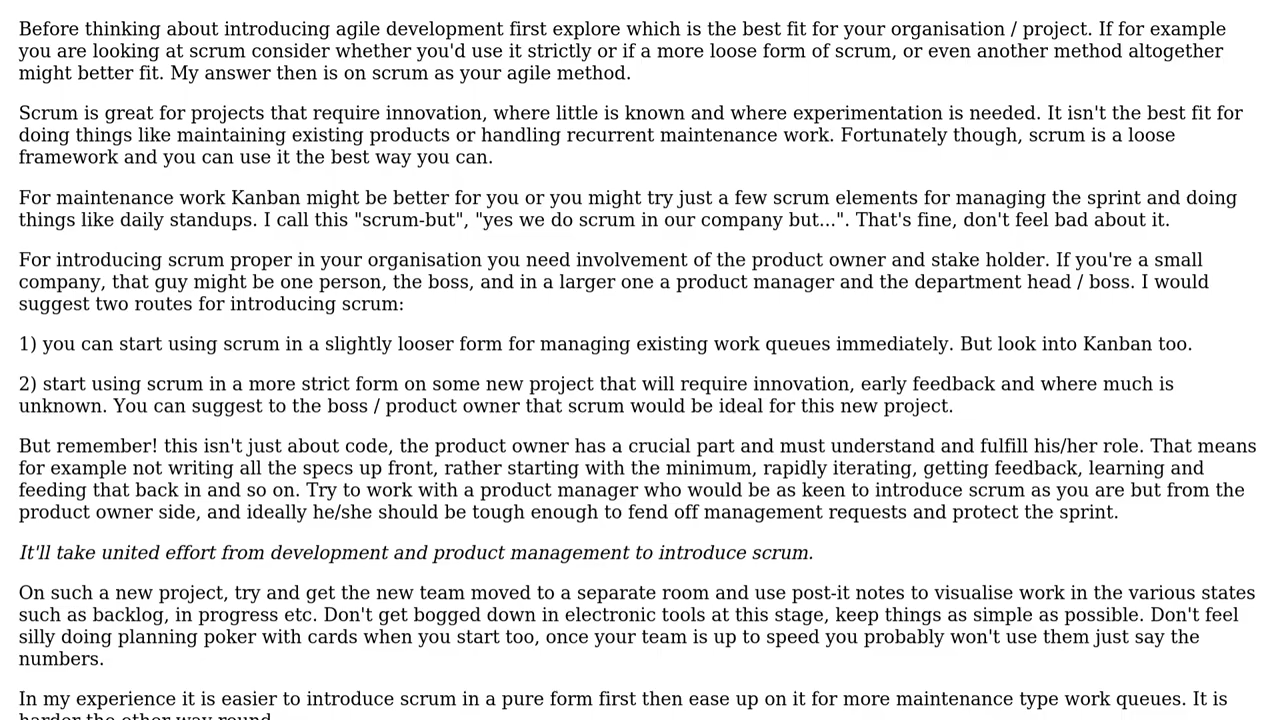 Before thinking about introducing agile development first explore which is the best fit for your organisation / project. If for example
you are looking at scrum consider whether you'd use it strictly or if a more loose form of scrum, or even another method altogether
might better fit. My answer then is on scrum as your agile method.
Scrum is great for projects that require innovation, where little is known and where experimentation is needed. It isn't the best fit for
doing things like maintaining existing products or handling recurrent maintenance work. Fortunately though, scrum is a loose
framework and you can use it the best way you can.
For maintenance work Kanban might be better for you or you might try just a few scrum elements for managing the sprint and doing
things like daily standups. I call this "scrum-but", "yes we do scrum in our company but...". That's fine, don't feel bad about it.
For introducing scrum proper in your organisation you need involvement of the product owner and stake holder. If you're a small
company, that guy might be one person, the boss, and in a larger one a product manager and the department head / boss. I would
suggest two routes for introducing scrum:
1) you can start using scrum in a slightly looser form for managing existing work queues immediately. But look into Kanban too.
2) start using scrum in a more strict form on some new project that will require innovation, early feedback and where much is
unknown. You can suggest to the boss / product owner that scrum would be ideal for this new project.
But remember! this isn't just about code, the product owner has a crucial part and must understand and fulfill his/her role. That means
for example not writing all the specs up front, rather starting with the minimum, rapidly iterating, getting feedback, learning and
feeding that back in and so on. Try to work with a product manager who would be as keen to introduce scrum as you are but from the
product owner side, and ideally he/she should be tough enough to fend off management requests and protect the sprint.
It'll take united effort from development and product management to introduce scrum.
On such a new project, try and get the new team moved to a separate room and use post-it notes to visualise work in the various states
such as backlog, in progress etc. Don't get bogged down in electronic tools at this stage, keep things as simple as possible. Don't feel
silly doing planning poker with cards when you start too, once your team is up to speed you probably won't use them just say the
numbers.
In my experience it is easier to introduce scrum in a pure form first then ease up on it for more maintenance type work queues. It is
harder the other way round.